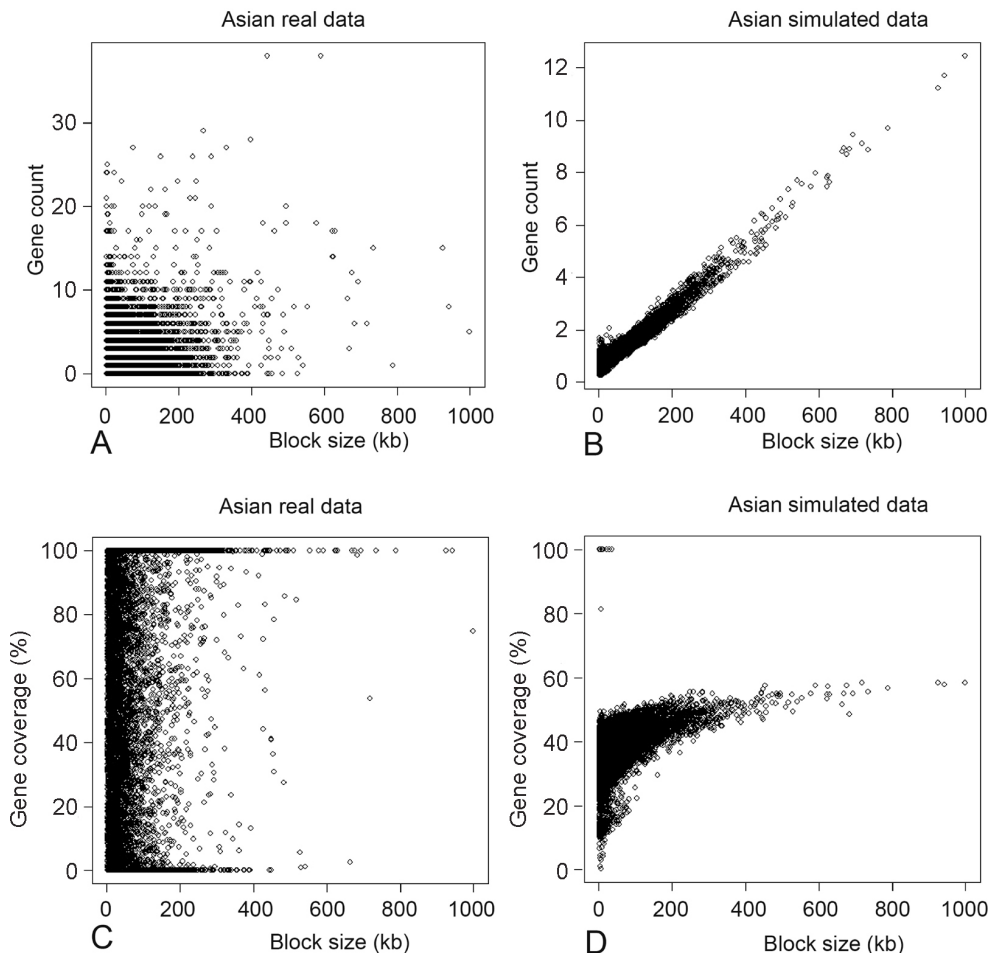 Asian real data
Gene count
30
20
10
0
0 200 400 600 800 1000
A
Block size (kb)
Asian simulated data
Gene count
12
10
8
6
4
2
0
0 200 400 600 800 1000
B
Block size (kb)
Asian real data
Gene coverage (%)
100
80
60
40
20
0
0 200 400 600 800 1000
C
Block size (kb)
Asian simulated data
Gene coverage (%)
100
80
60
40
20
0
0 200 400 600 800 1000
D
Block size (kb)